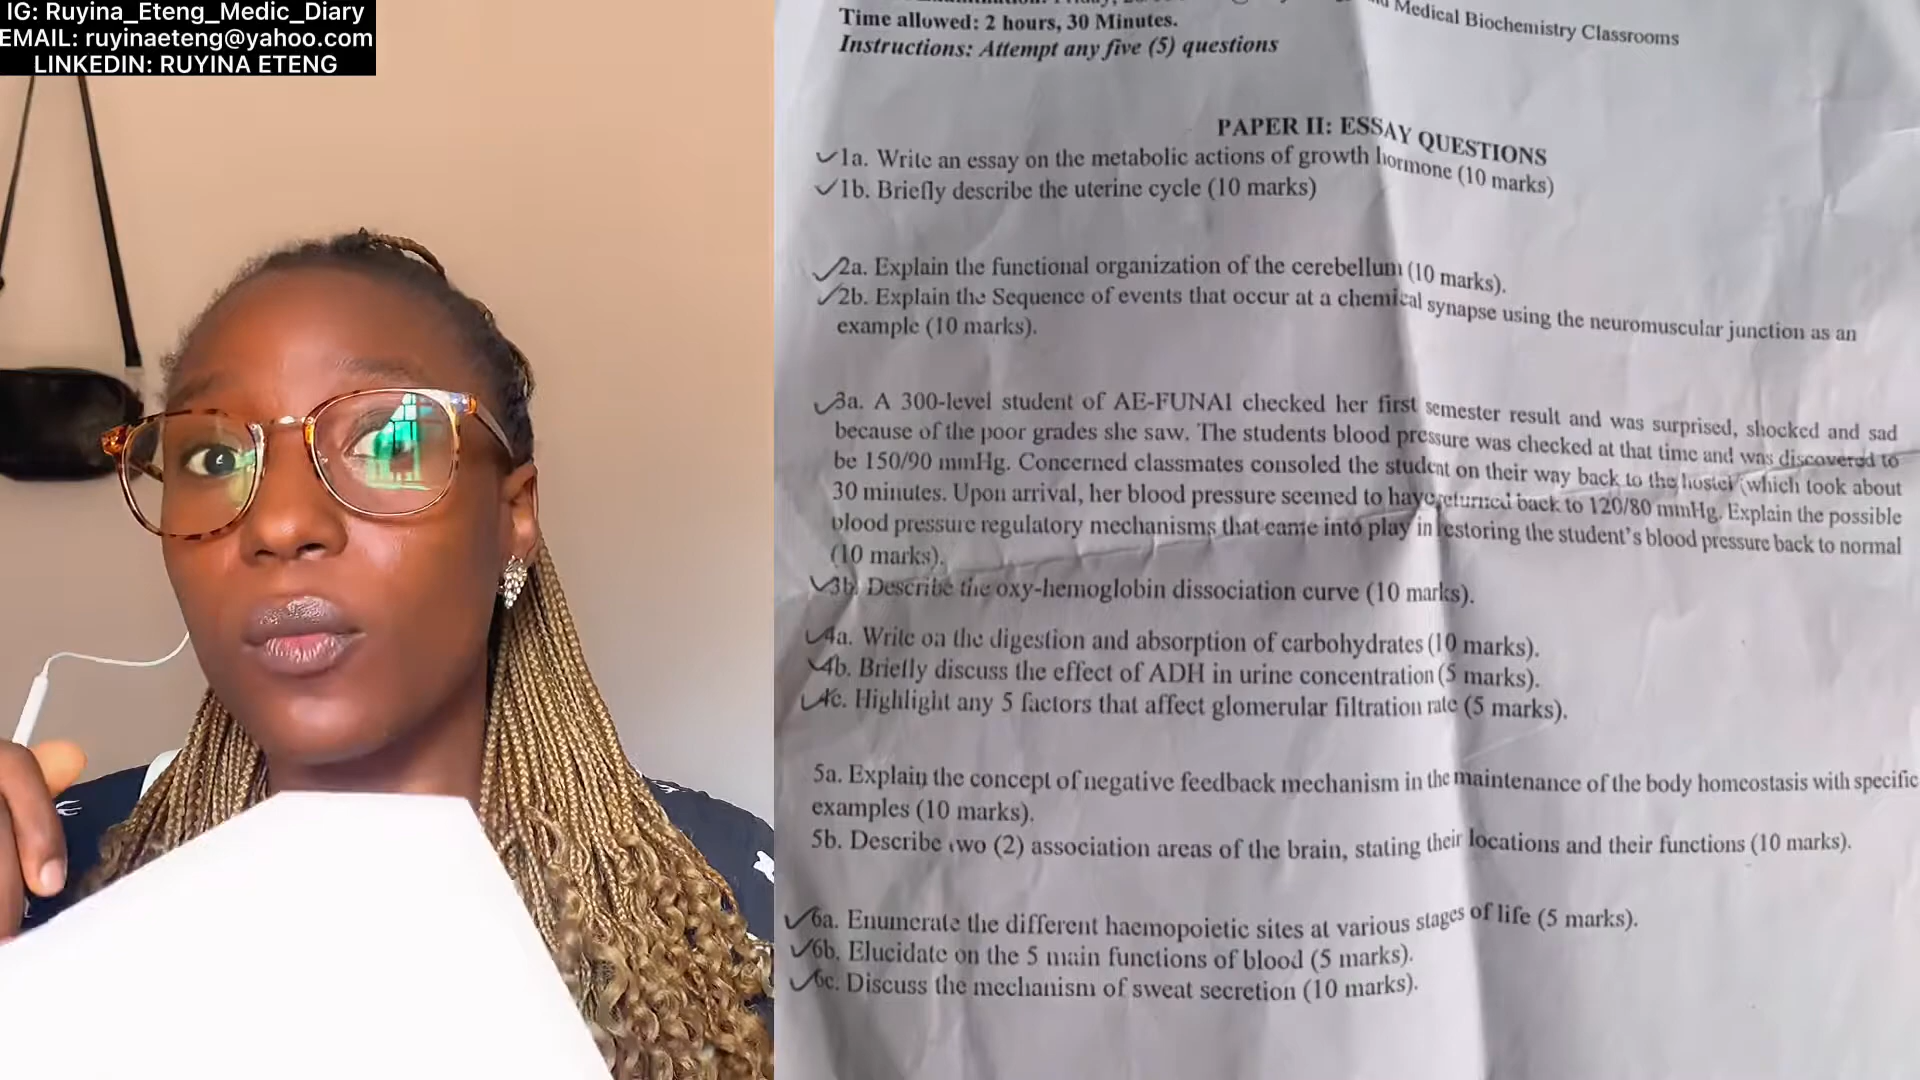 IG: Ruyina_Eteng_Medic_Diary
EMAIL: ruyinaeteng@yahoo.com
LINKEDIN: RUYINA ETENG
Medical Biochemistry Classrooms
Time allowed: 2 hours, 30 Minutes.
Instructions: Attempt any five (5) questions
PAPER II: ESSAY QUESTIONS
1a. Write an essay on the metabolic actions of growth hormone (10 marks)
1b. Briefly describe the uterine cycle (10 marks)
2a. Explain the functional organization of the cerebellum (10 marks).
2b. Explain the Sequence of events that occur at a chemical synapse using the neuromuscular junction as an
example (10 marks).
3a. A 300-level student of AE-FUNAI checked her first semester result and was surprised, shocked and sad
because of the poor grades she saw. The students blood pressure was checked at that time and was discovered to
be 150/90 mmHg. Concerned classmates consoled the student on their way back to the hostel (which took about
30 minutes. Upon arrival, her blood pressure seemed to have returned back to 120/80 mmHg. Explain the possible
blood pressure regulatory mechanisms that came into play in restoring the student's blood pressure back to normal
(10 marks).
3b. Describe the oxy-hemoglobin dissociation curve (10 marks).
4a. Write on the digestion and absorption of carbohydrates (10 marks).
4b. Briefly discuss the effect of ADH in urine concentration (5 marks).
4c. Highlight any 5 factors that affect glomerular filtration rate (5 marks).
5a. Explain the concept of negative feedback mechanism in the maintenance of the body homeostasis with specific
examples (10 marks).
5b. Describe two (2) association areas of the brain, stating their locations and their functions (10 marks).
6a. Enumerate the different haemopoietic sites at various stages of life (5 marks).
6b. Elucidate on the 5 main functions of blood (5 marks).
6c. Discuss the mechanism of sweat secretion (10 marks).